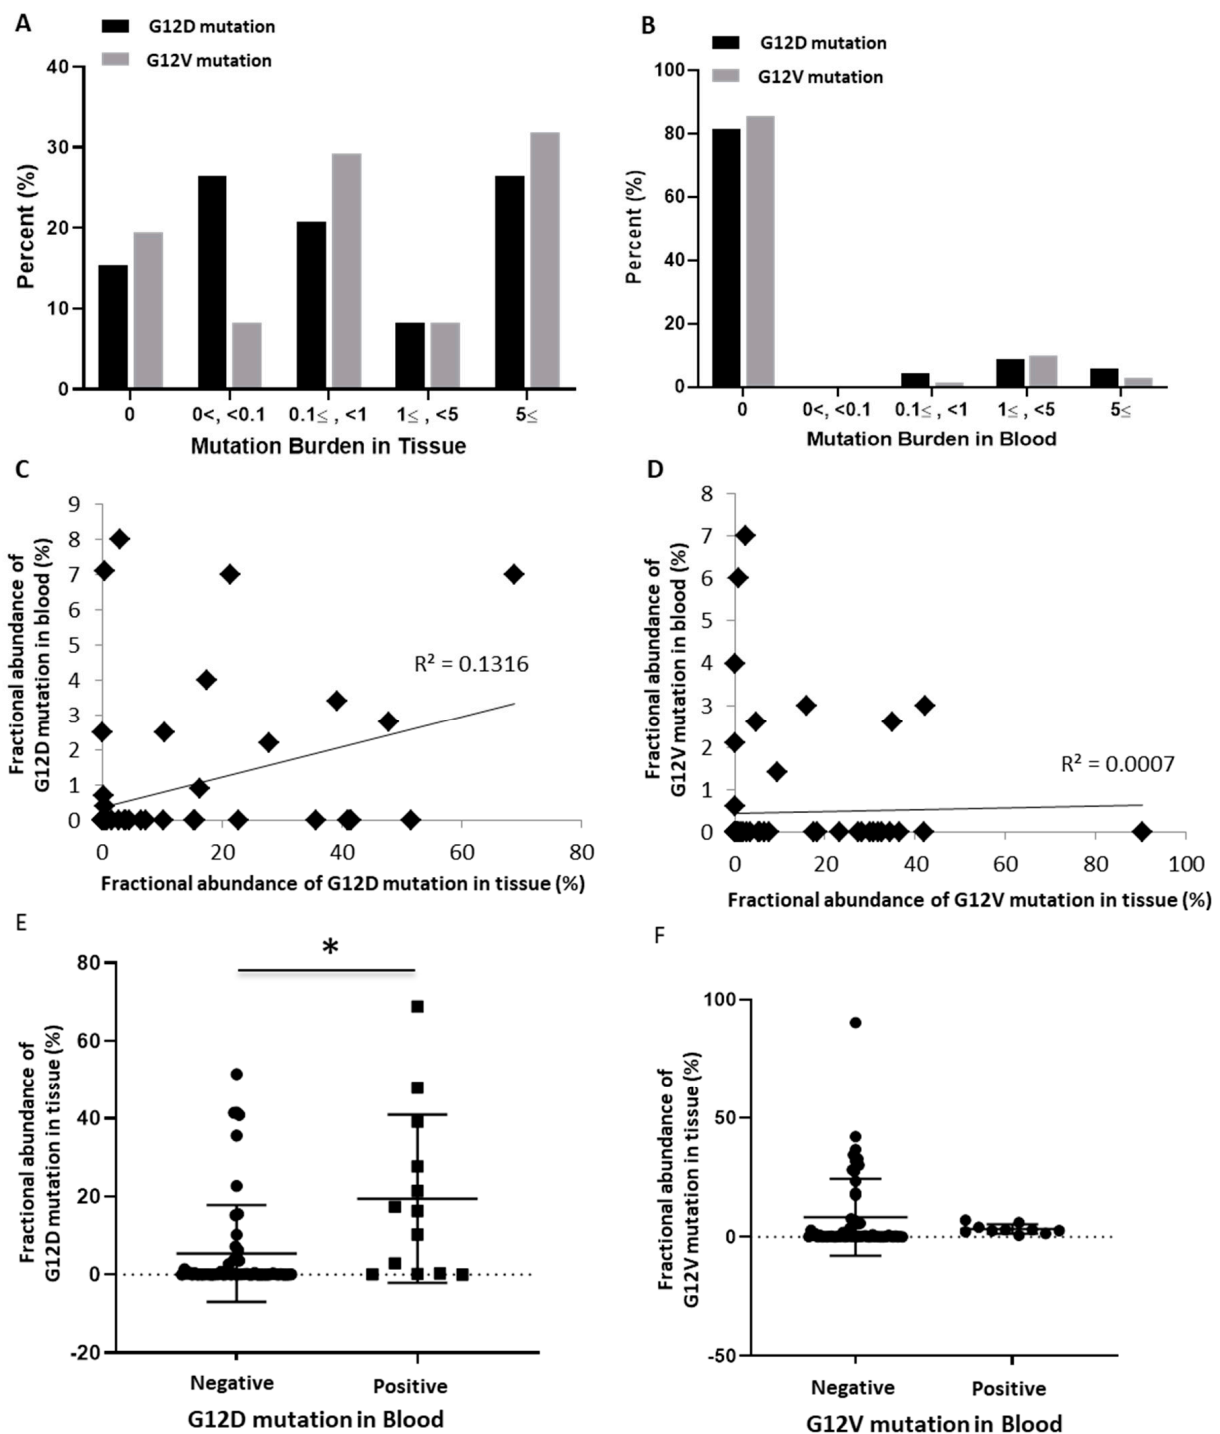 A
G12D mutation
G12V mutation
40
30
20
10
0
Percent (%)
0
0<, <0.1
0.1≤ , <1
1≤ , <5
5≤
Mutation Burden in Tissue
B
G12D mutation
G12V mutation
100
80
60
40
20
0
Percent (%)
0
0<, <0.1
0.1≤ , <1
1≤ , <5
5≤
Mutation Burden in Blood
C
9
8
7
6
5
4
3
2
1
0
Fractional abundance of
G12D mutation in blood (%)
R² = 0.1316
0
20
40
60
80
Fractional abundance of G12D mutation in tissue (%)
D
8
7
6
5
4
3
2
1
0
Fractional abundance of
G12V mutation in blood (%)
R² = 0.0007
0
20
40
60
80
100
Fractional abundance of G12V mutation in tissue (%)
E
*
80
60
40
20
0
-20
Fractional abundance of
G12D mutation in tissue (%)
Negative
Positive
G12D mutation in Blood
F
100
50
0
-50
Fractional abundance of
G12V mutation in tissue (%)
Negative
Positive
G12V mutation in Blood